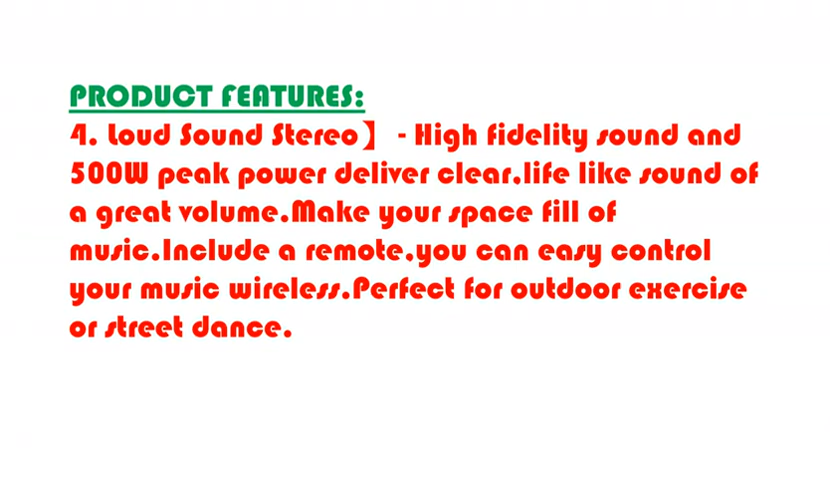 PRODUCT FEATURES:
4. Loud Sound Stereo】 - High fidelity sound and
500W peak power deliver clear,life like sound of
a great volume.Make your space fill of
music.Include a remote,you can easy control
your music wireless.Perfect for outdoor exercise
or street dance.